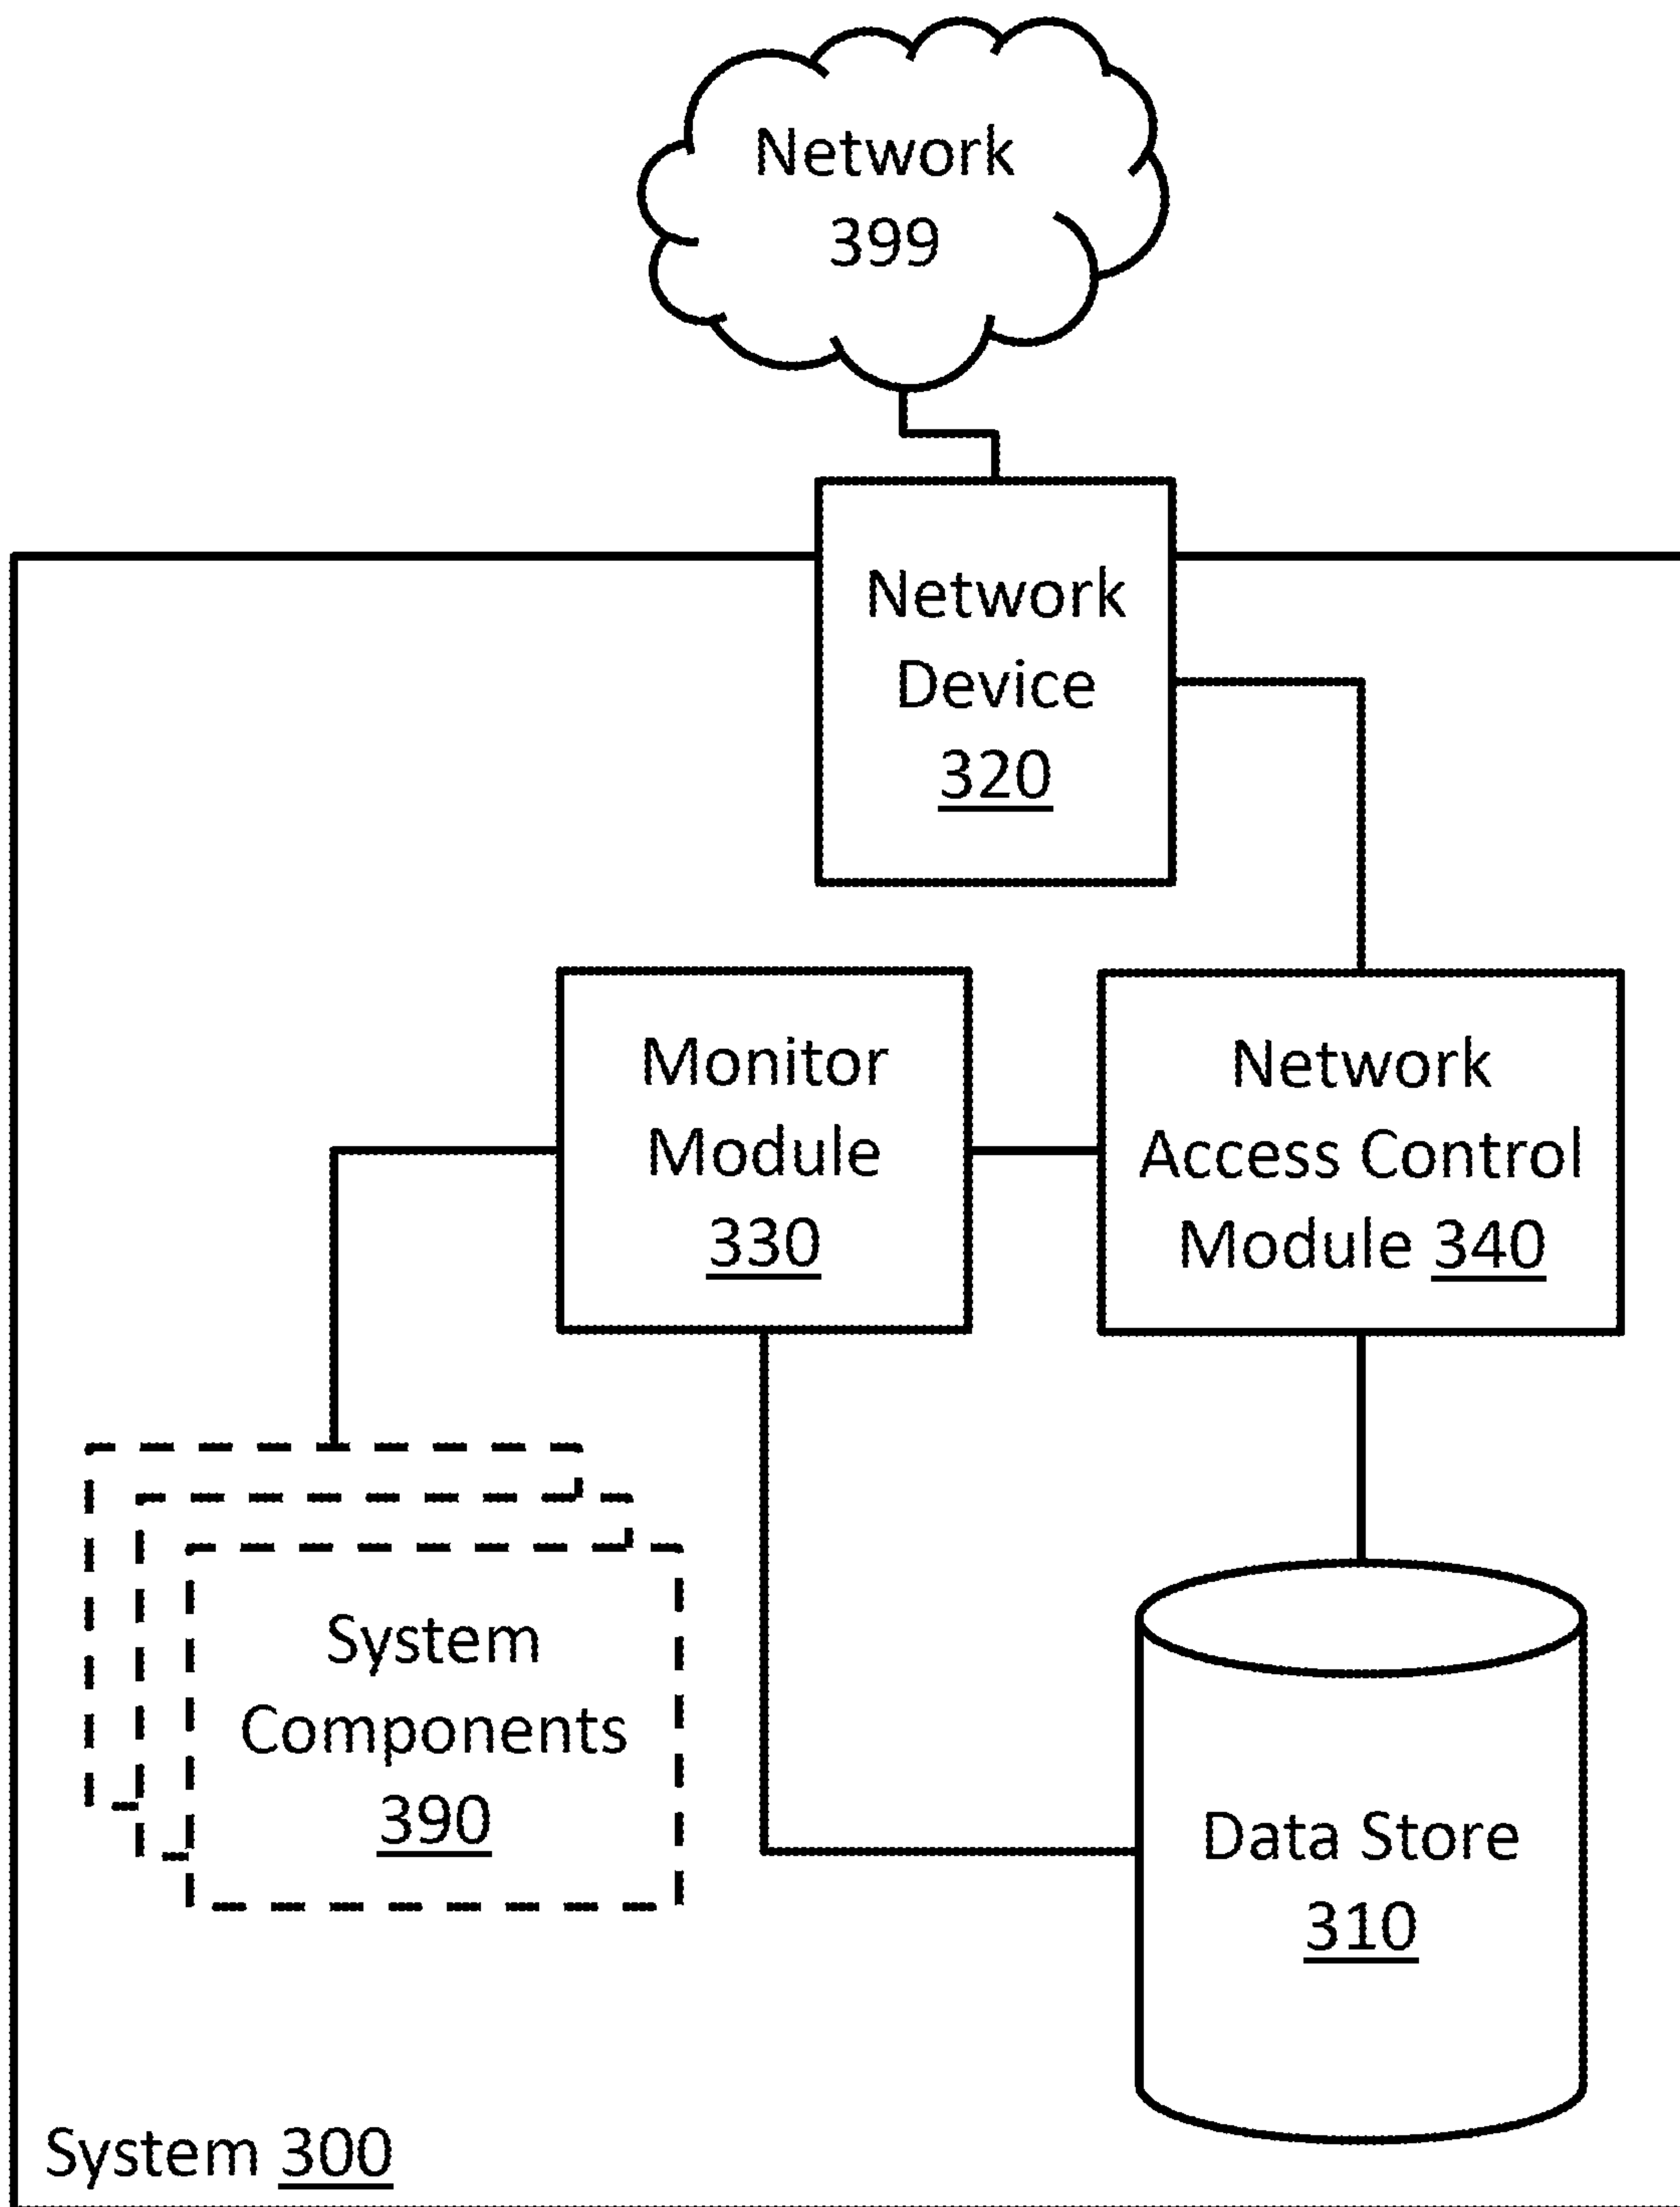 Network
399
Network
Device
320
Monitor
Module
330
Network
Access Control
Module 340
System
Components
390
Data Store
310
System 300